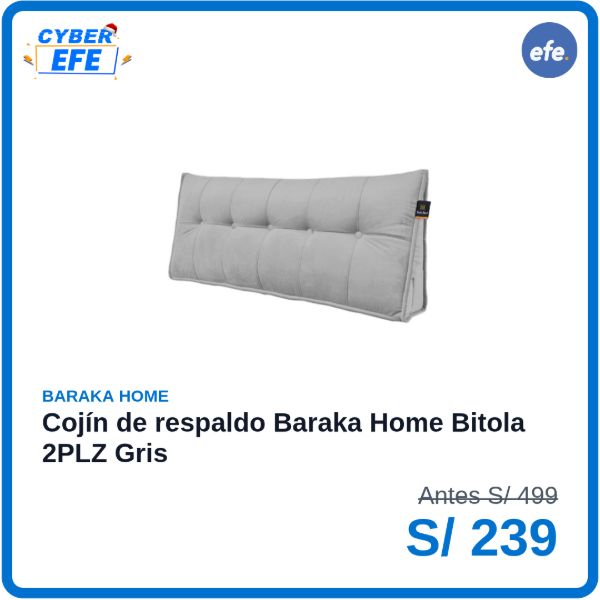 CYBER
EFE
efe.
BARAKA HOME
Cojín de respaldo Baraka Home Bitola
2PLZ Gris
Antes S/ 499
S/ 239